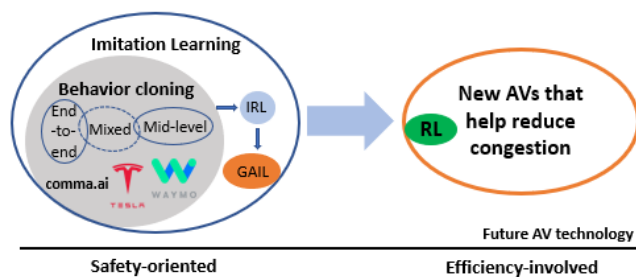 Imitation Learning
Behavior cloning
End
-to-
end
Mixed
Mid-level
IRL
GAIL
comma.ai
TESLA
WAYMO
New AVs that
help reduce
congestion
RL
Future AV technology
Safety-oriented
Efficiency-involved